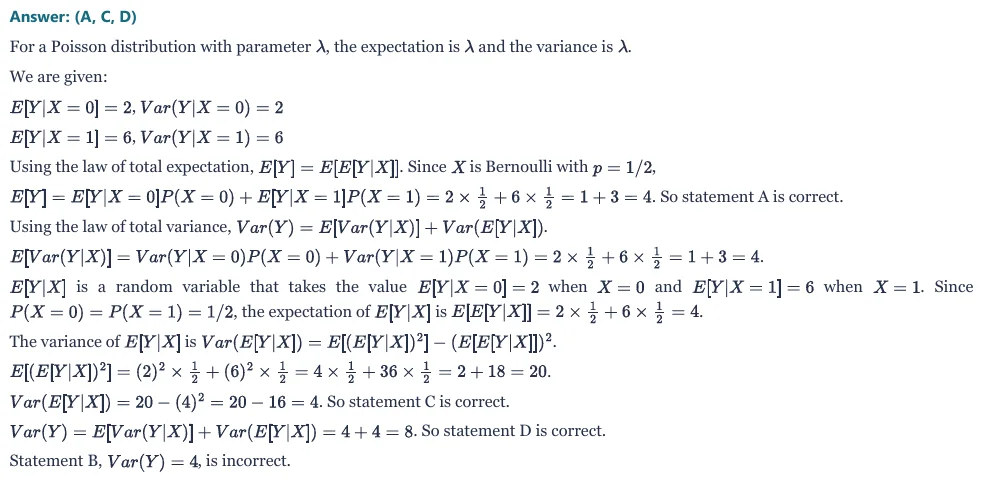 Answer: (A, C, D)
For a Poisson distribution with parameter λ, the expectation is λ and the variance is λ.
We are given:
E[Y|X = 0] = 2, Var(Y|X = 0) = 2
E[Y|X = 1] = 6, Var(Y|X = 1) = 6
Using the law of total expectation, E[Y] = E[E[Y|X]]. Since X is Bernoulli with p = 1/2,
E[Y] = E[Y|X = 0]P(X = 0) + E[Y|X = 1]P(X = 1) = 2 × 1/2 + 6 × 1/2 = 1 + 3 = 4. So statement A is correct.
Using the law of total variance, Var(Y) = E[Var(Y|X)] + Var(E[Y|X]).
E[Var(Y|X)] = Var(Y|X = 0)P(X = 0) + Var(Y|X = 1)P(X = 1) = 2 × 1/2 + 6 × 1/2 = 1 + 3 = 4.
E[Y|X] is a random variable that takes the value E[Y|X = 0] = 2 when X = 0 and E[Y|X = 1] = 6 when X = 1. Since
P(X = 0) = P(X = 1) = 1/2, the expectation of E[Y|X] is E[E[Y|X]] = 2 × 1/2 + 6 × 1/2 = 4.
The variance of E[Y|X] is Var(E[Y|X]) = E[(E[Y|X])² ] − (E[E[Y|X]])².
E[(E[Y|X])²] = (2)² × 1/2 + (6)² × 1/2 = 4 × 1/2 + 36 × 1/2 = 2 + 18 = 20.
Var(E[Y|X]) = 20 − (4)² = 20 − 16 = 4. So statement C is correct.
Var(Y) = E[Var(Y|X)] + Var(E[Y|X]) = 4 + 4 = 8. So statement D is correct.
Statement B, Var(Y) = 4, is incorrect.